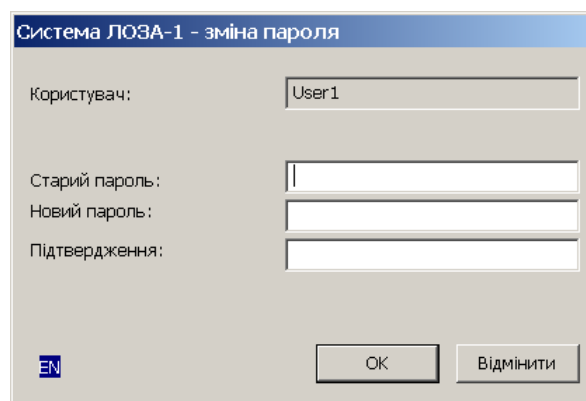 Система ЛОЗА-1 - зміна пароля
Користувач: User1
Старий пароль:
Новий пароль:
Підтвердження:
EN OK Відмінити